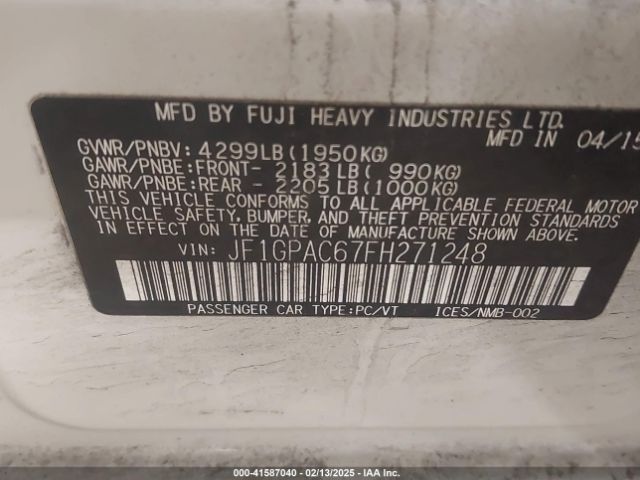 MFD BY FUJI HEAVY INDUSTRIES LTD.
MFD IN 04/15
GVWR/PNBV: 4299LB(1950KG)
GAWR/PNBE:FRONT- 2183LB( 990KG)
GAWR/PNBE:REAR - 2205LB(1000KG)
THIS VEHICLE CONFORMS TO ALL APPLICABLE FEDERAL MOTOR
VEHICLE SAFETY, BUMPER, AND THEFT PREVENTION STANDARDS
IN EFFECT ON THE DATE OF MANUFACTURE SHOWN ABOVE.
VIN: JF1GPAC67FH271248
PASSENGER CAR TYPE:PC/VT ICES/NMB-002
000-41587040 - 02/13/2025 - IAA Inc.